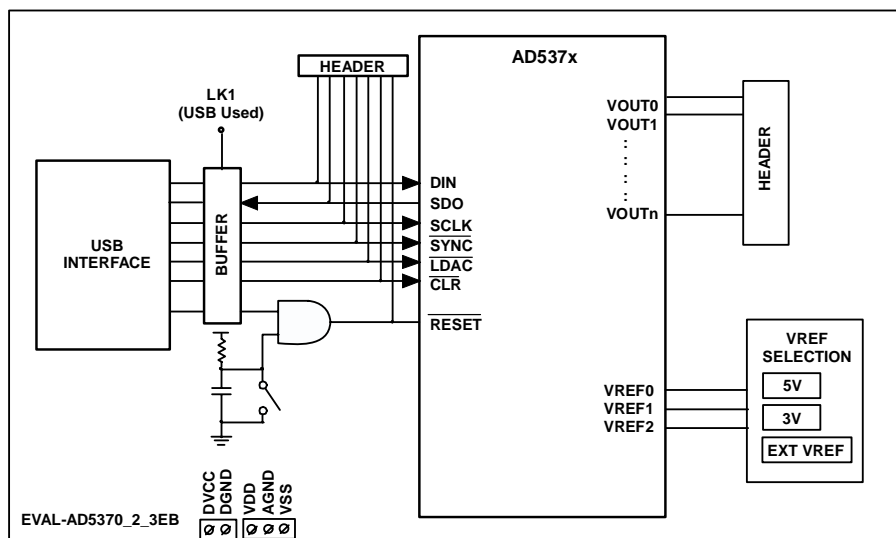 AD537x
HEADER
LK1
(USB Used)
USB
INTERFACE
BUFFER
DIN
SDO
SCLK
SYNC
LDAC
CLR
RESET
VOUT0
VOUT1
VOUTn
HEADER
VREF0
VREF1
VREF2
VREF
SELECTION
5V
3V
EXT VREF
EVAL-AD5370_2_3EB
DVCC
DGND
VDD
AGND
VSS